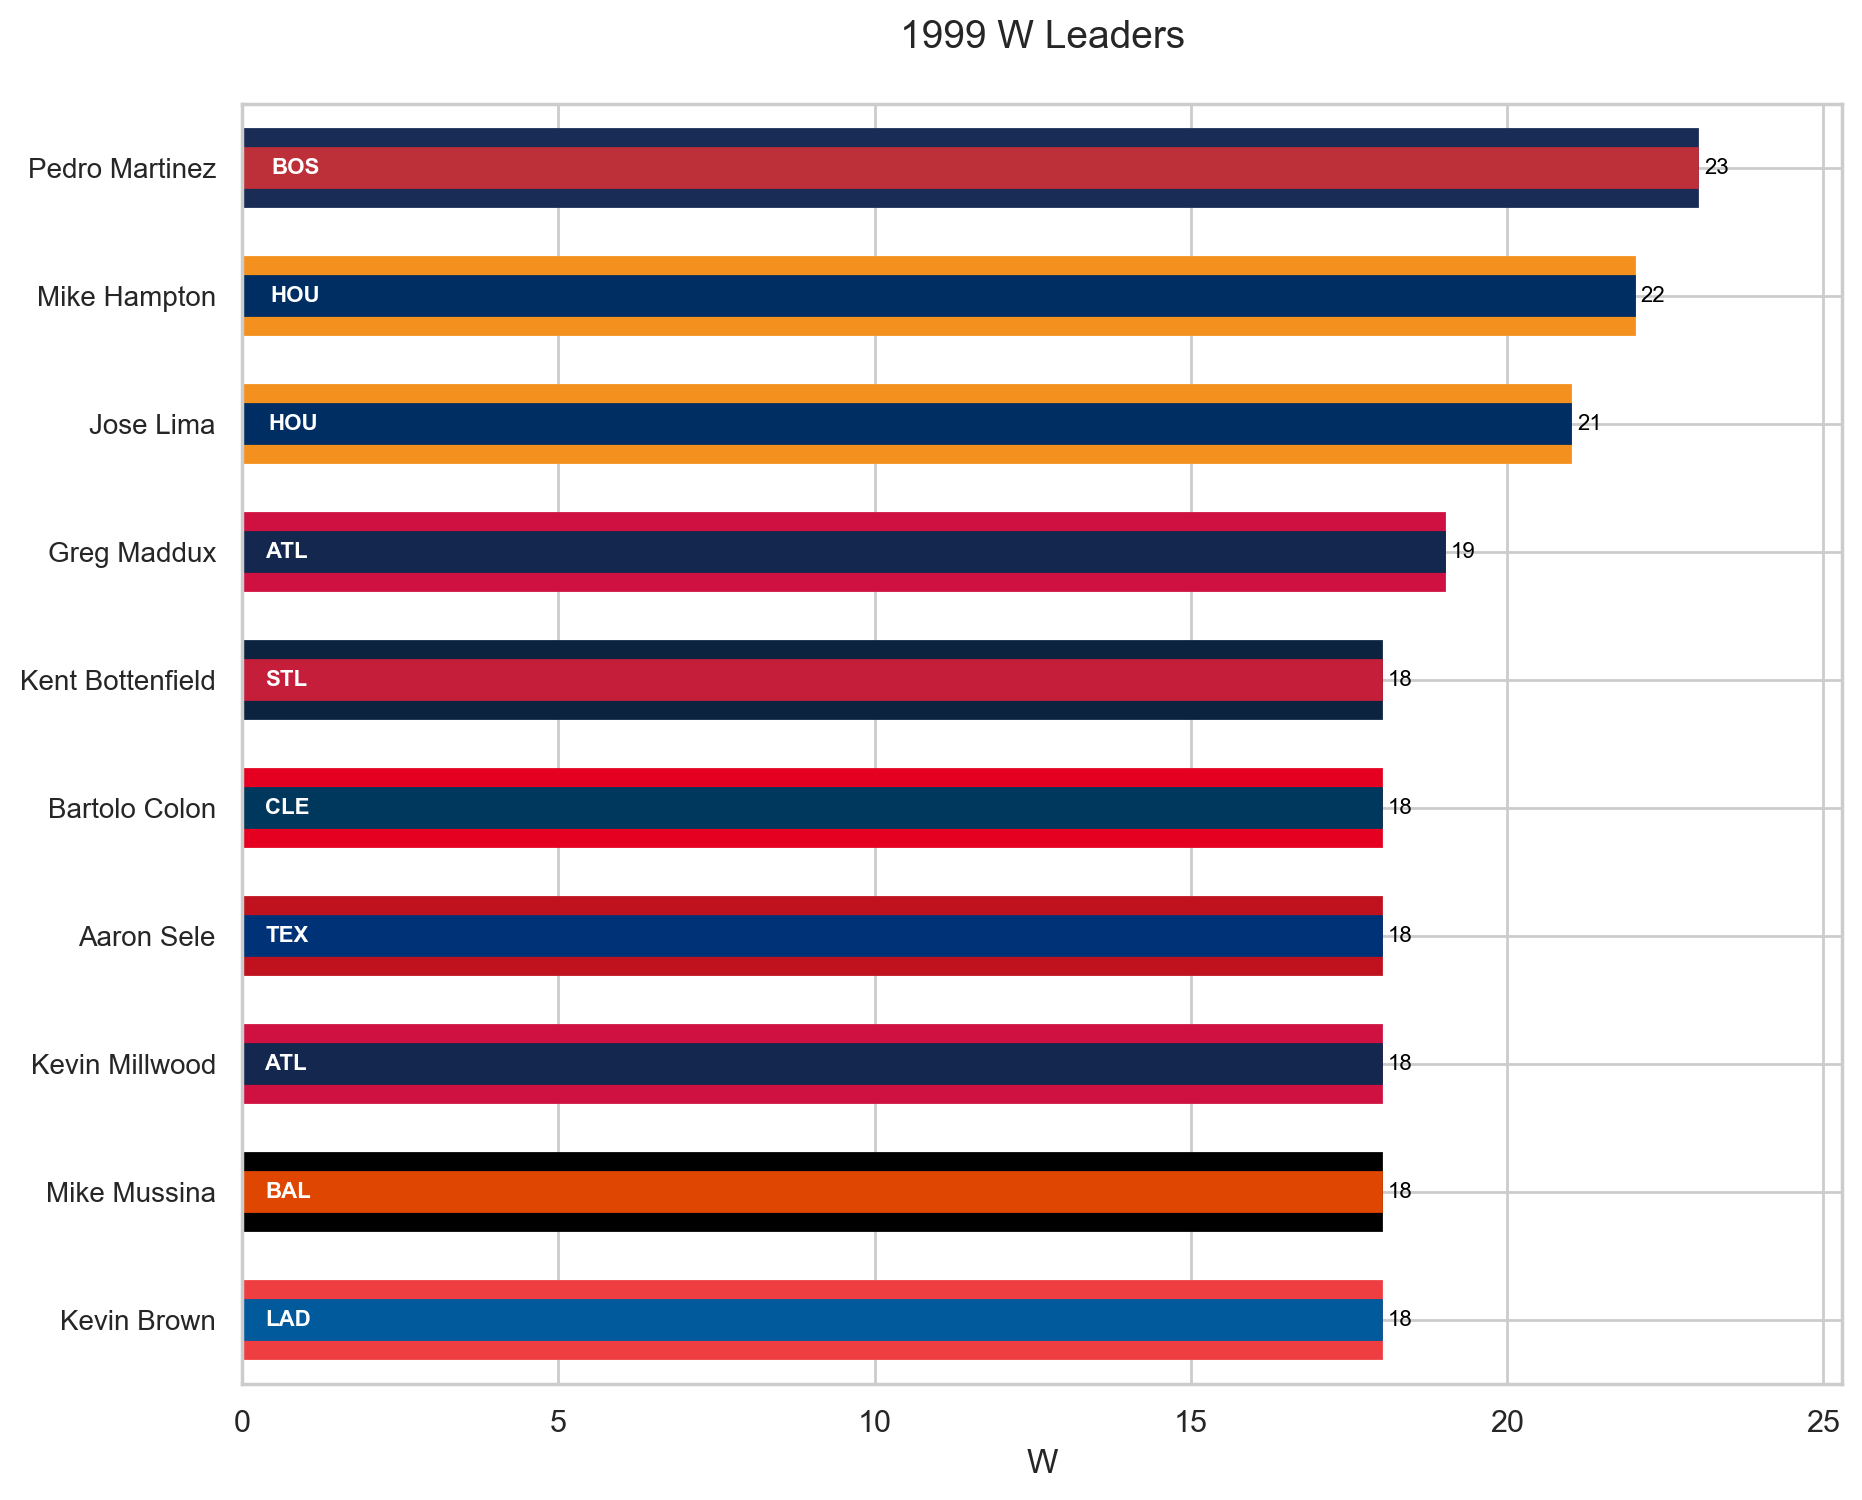 1999 W Leaders
Pedro Martinez BOS 23
Mike Hampton HOU 22
Jose Lima HOU 21
Greg Maddux ATL 19
Kent Bottenfield STL 18
Bartolo Colon CLE 18
Aaron Sele TEX 18
Kevin Millwood ATL 18
Mike Mussina BAL 18
Kevin Brown LAD 18
0 5 10 15 20 25
W